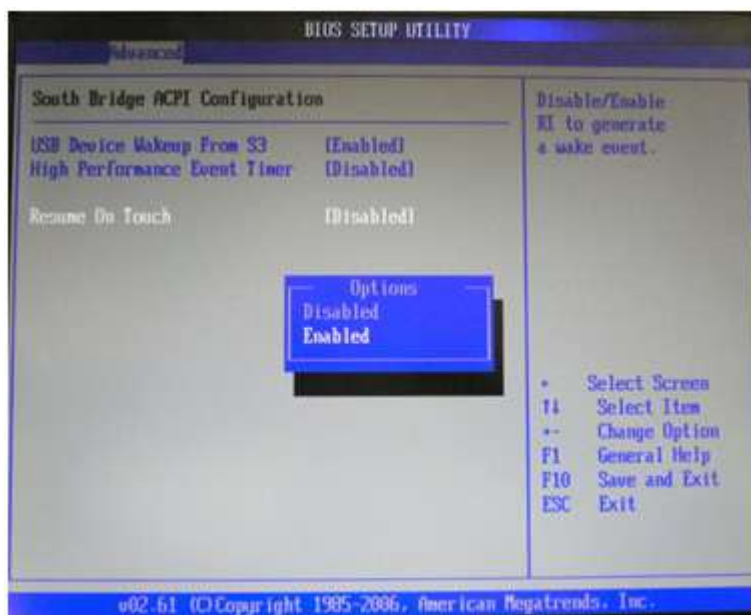 BIOS SETUP UTILITY
Advanced
South Bridge ACPI Configuration
USB Device Wakeup From S3 [Enabled]
High Performance Event Timer [Disabled]
Resume On Touch [Disabled]
Options
Disabled
Enabled
Disable/Enable
RI to generate
a wake event.
Select Screen
↑↓ Select Item
+- Change Option
F1 General Help
F10 Save and Exit
ESC Exit
v02.61 (C)Copyright 1985-2006, American Megatrends, Inc.